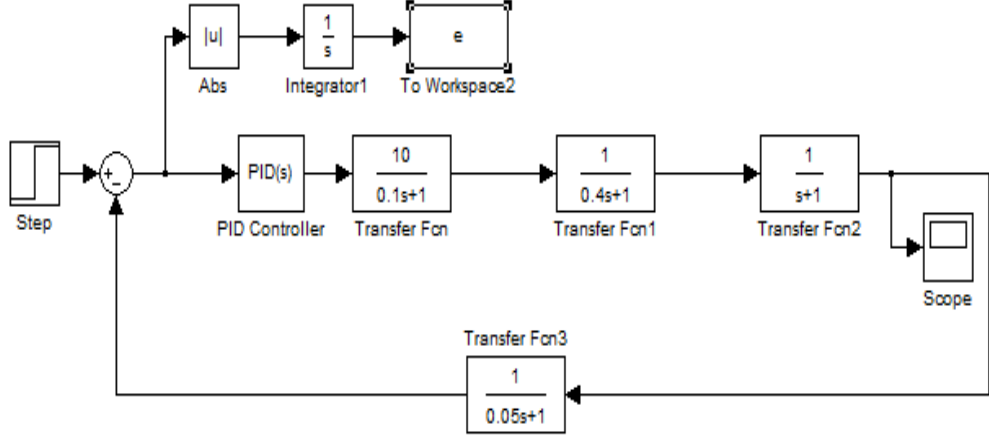 |u|
1
s
e
Abs
Integrator1
To Workspace2
Step
+
−
PID(s)
PID Controller
10
0.1s+1
Transfer Fcn
1
0.4s+1
Transfer Fcn1
1
s+1
Transfer Fcn2
Scope
Transfer Fcn3
1
0.05s+1